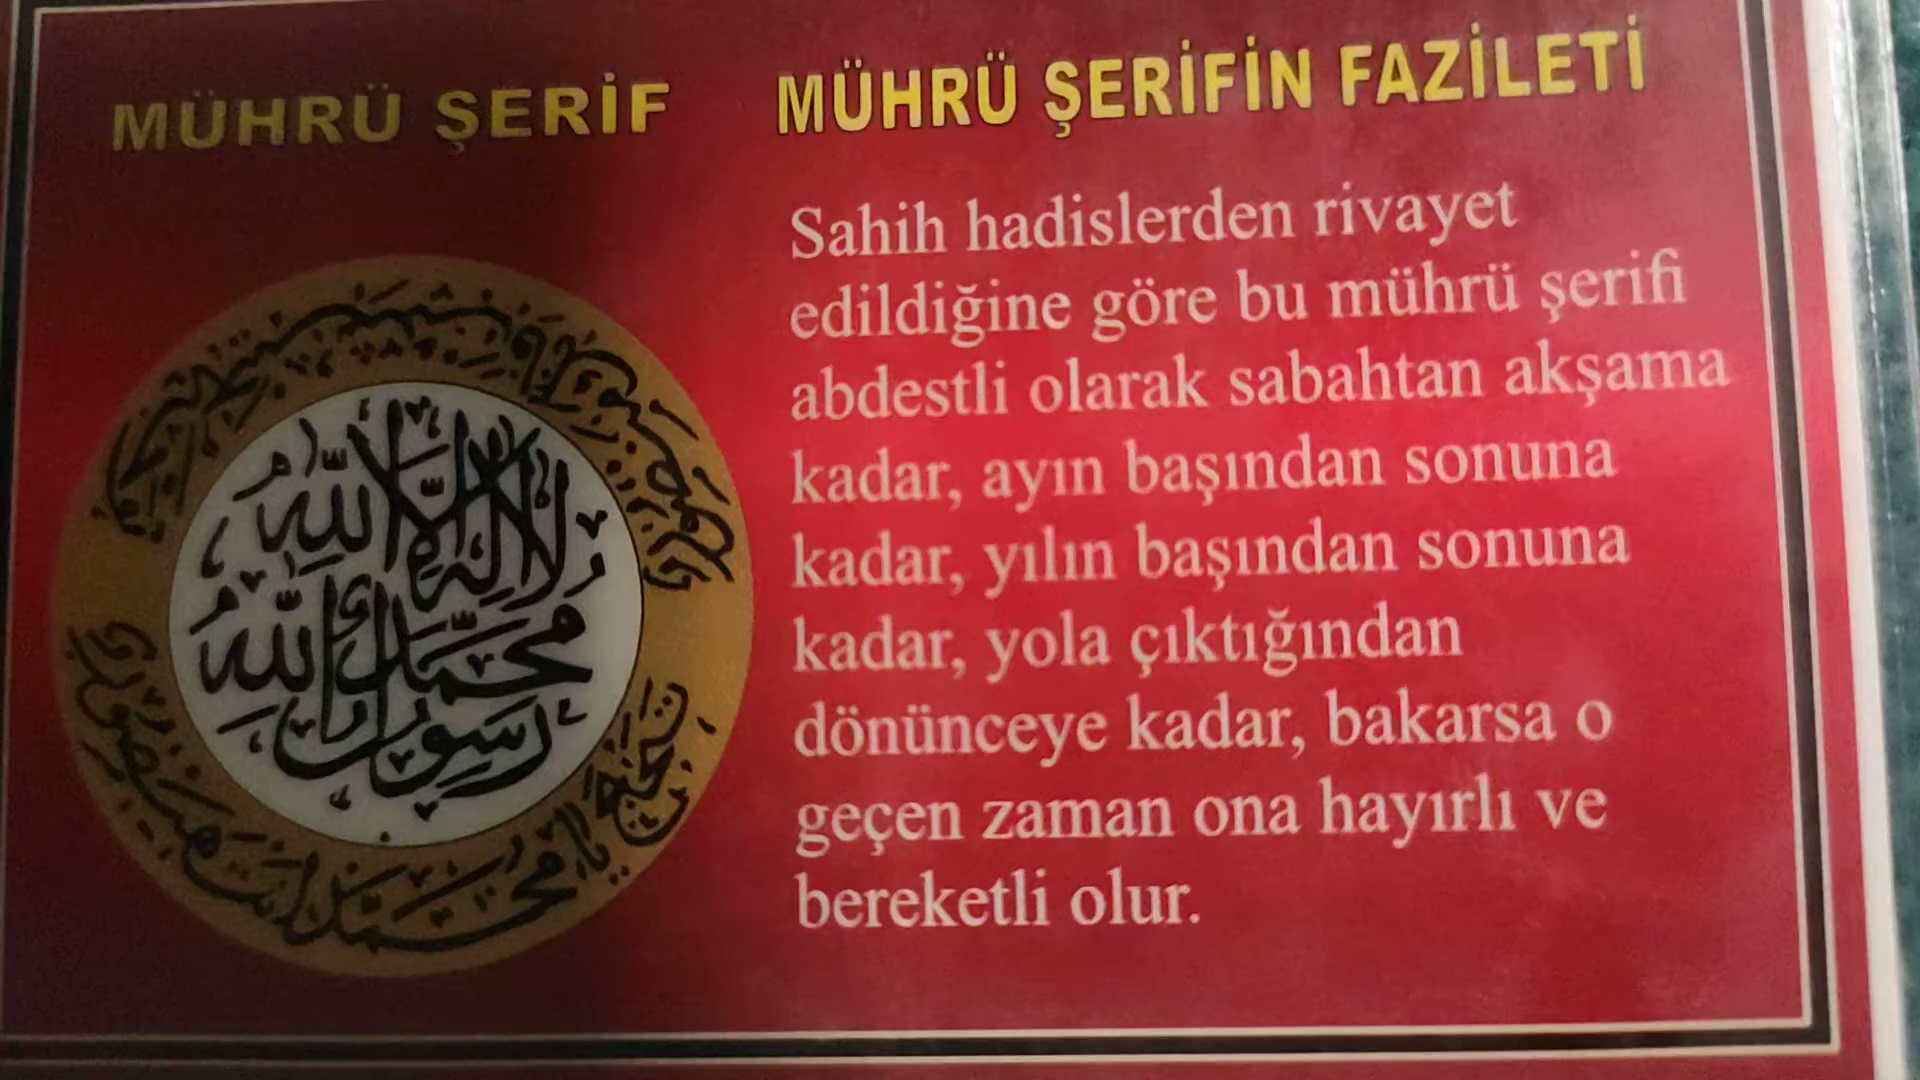 MÜHRÜ ŞERİF
لا إله إلا الله
محمد رسول الله
MÜHRÜ ŞERİFİN FAZİLETİ
Sahih hadislerden rivayet
edildiğine göre bu mührü şerifi
abdestli olarak sabahtan akşama
kadar, ayın başından sonuna
kadar, yılın başından sonuna
kadar, yola çıktığından
dönünceye kadar, bakarsa o
geçen zaman ona hayırlı ve
bereketli olur.